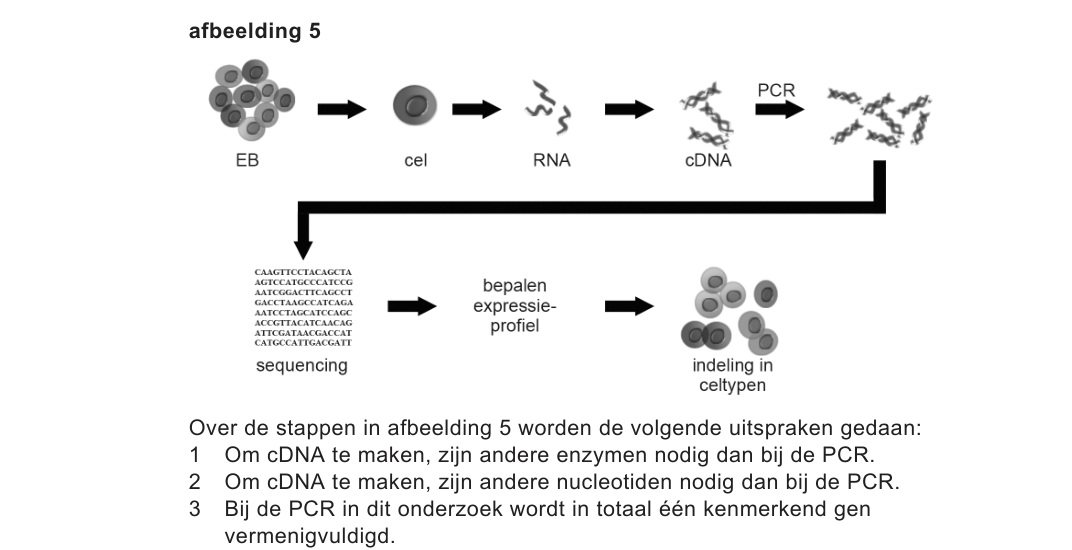 afbeelding 5
EB
cel
RNA
cDNA
PCR
CAAGTTCCTACAGCTA
AGTCCATGCCCATCCG
AATCGGACTTCAGCCT
GACCTAAGCCATCAGA
AATCCTAGCATCCAGC
ACCGTTACATCAACAG
ATTCGATAACGACCAT
CATGCCATTGACGATT
sequencing
bepalen
expressie-
profiel
indeling in
celtypen
Over de stappen in afbeelding 5 worden de volgende uitspraken gedaan:
1 Om cDNA te maken, zijn andere enzymen nodig dan bij de PCR.
2 Om cDNA te maken, zijn andere nucleotiden nodig dan bij de PCR.
3 Bij de PCR in dit onderzoek wordt in totaal één kenmerkend gen
vermenigvuldigd.